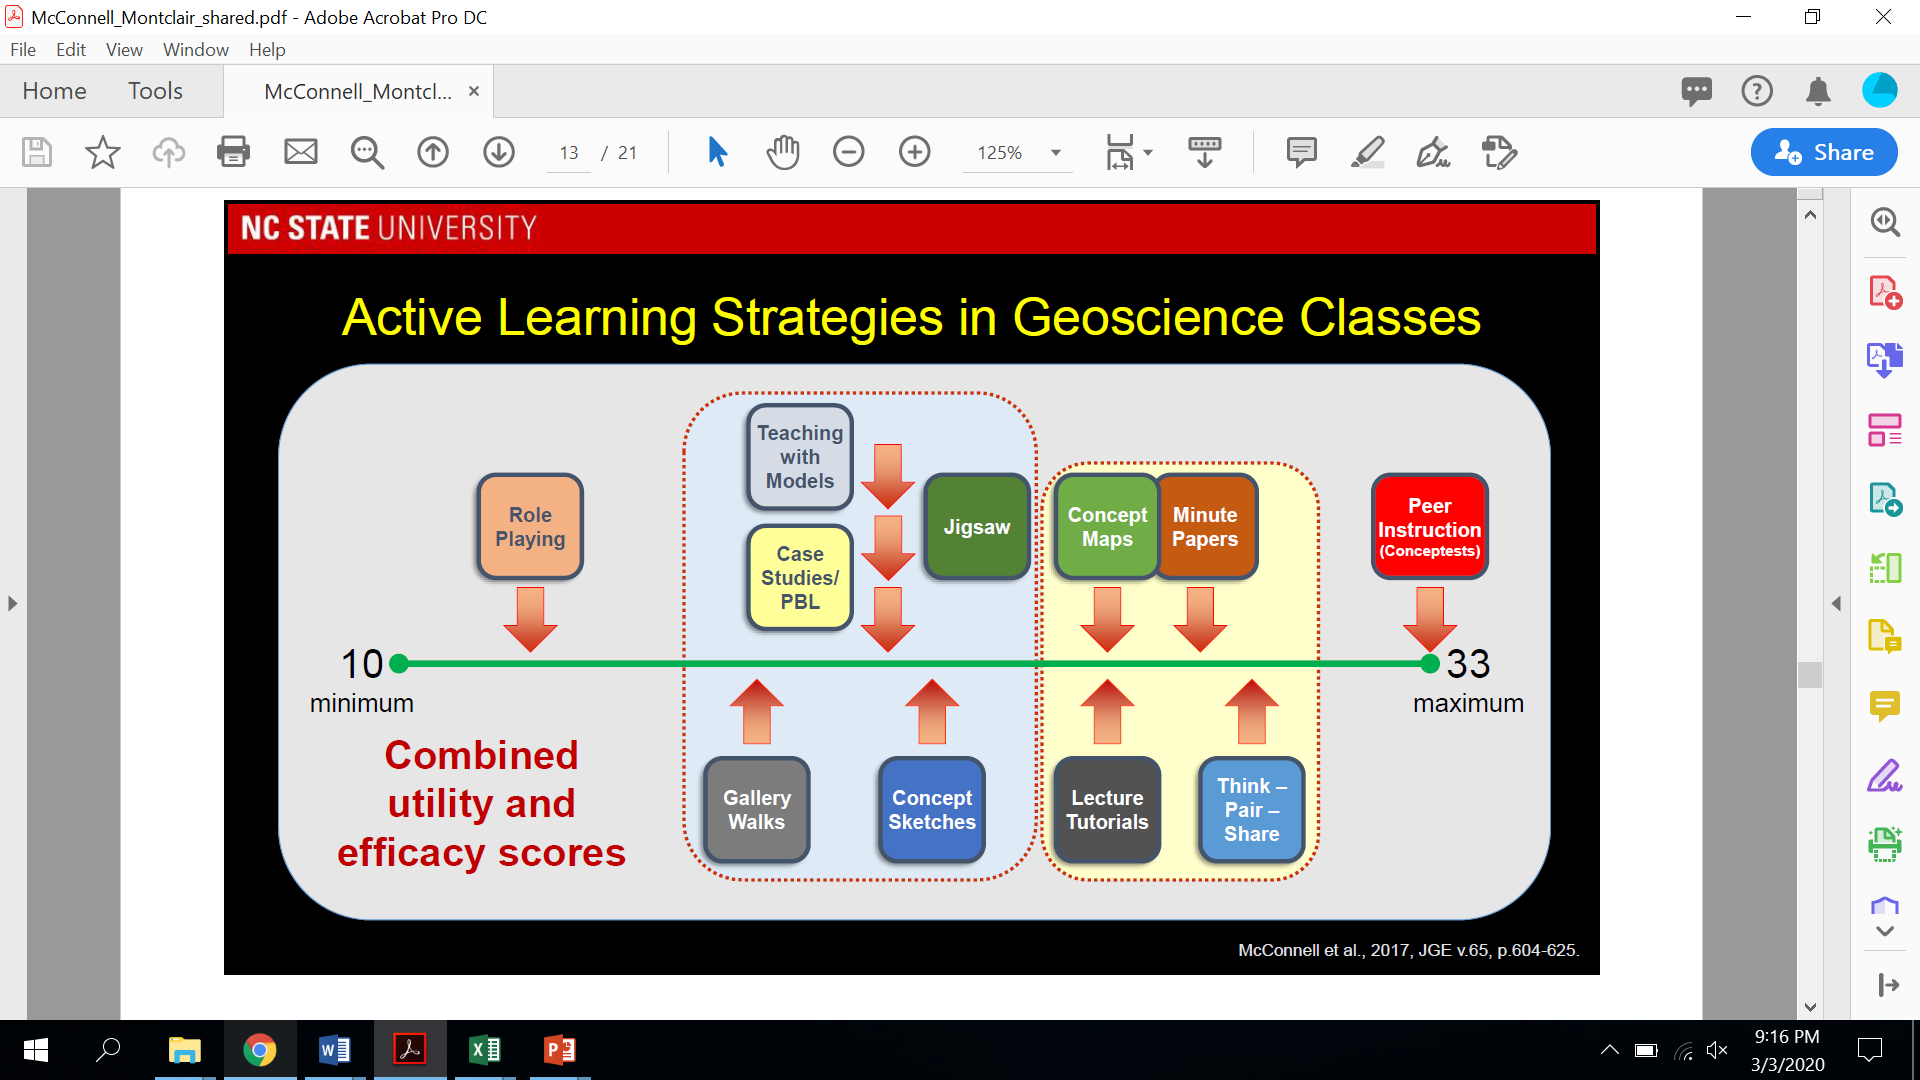 McConnell_Montclair_shared.pdf - Adobe Acrobat Pro DC
File Edit View Window Help
Home Tools McConnell_Montcl... ×
13 / 21 125% Share
NC STATE UNIVERSITY
Active Learning Strategies in Geoscience Classes
Teaching
with
Models
Role
Playing
Case
Studies/
PBL
Jigsaw
Concept
Maps
Minute
Papers
Peer
Instruction
(Conceptests)
10
minimum
33
maximum
Combined
utility and
efficacy scores
Gallery
Walks
Concept
Sketches
Lecture
Tutorials
Think –
Pair –
Share
McConnell et al., 2017, JGE v.65, p.604-625.
9:16 PM
3/3/2020